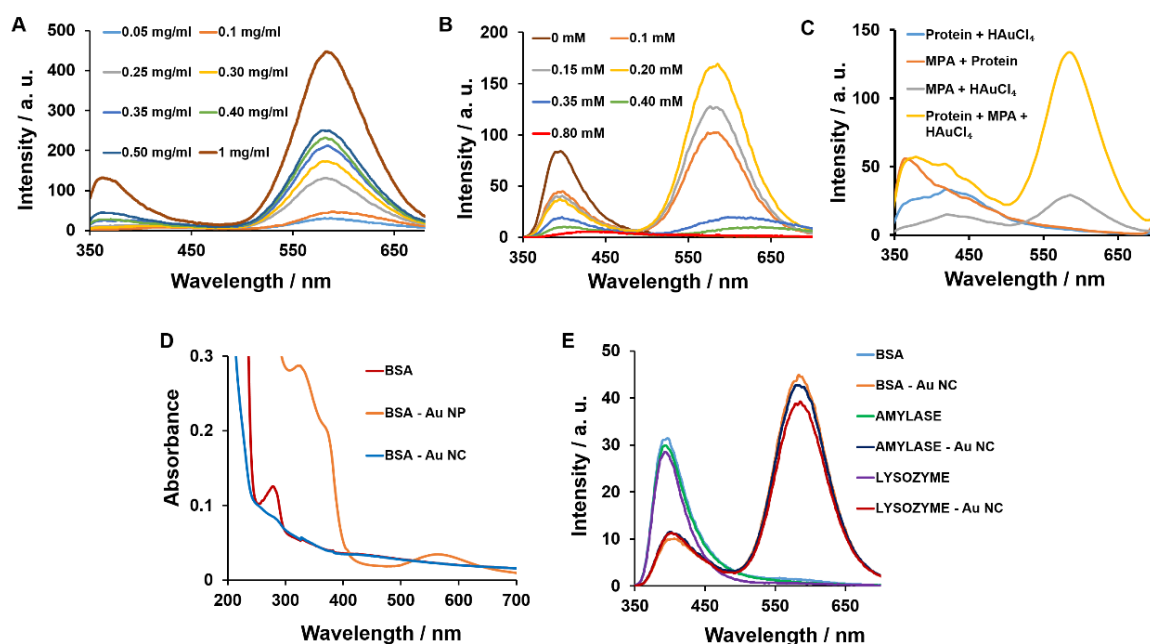 A
500
400
300
200
100
0
350
450
550
650
Intensity / a. u.
Wavelength / nm
0.05 mg/ml
0.1 mg/ml
0.25 mg/ml
0.30 mg/ml
0.35 mg/ml
0.40 mg/ml
0.50 mg/ml
1 mg/ml
B
200
150
100
50
0
350
450
550
650
Intensity / a. u.
Wavelength / nm
0 mM
0.1 mM
0.15 mM
0.20 mM
0.35 mM
0.40 mM
0.80 mM
C
150
100
50
0
350
450
550
650
Intensity / a. u.
Wavelength / nm
Protein + HAuCl₄
MPA + Protein
MPA + HAuCl₄
Protein + MPA +
HAuCl₄
D
0.3
0.2
0.1
0
200
300
400
500
600
700
Absorbance
Wavelength / nm
BSA
BSA - Au NP
BSA - Au NC
E
50
40
30
20
10
0
350
450
550
650
Intensity / a. u.
Wavelength / nm
BSA
BSA - Au NC
AMYLASE
AMYLASE - Au NC
LYSOZYME
LYSOZYME - Au NC